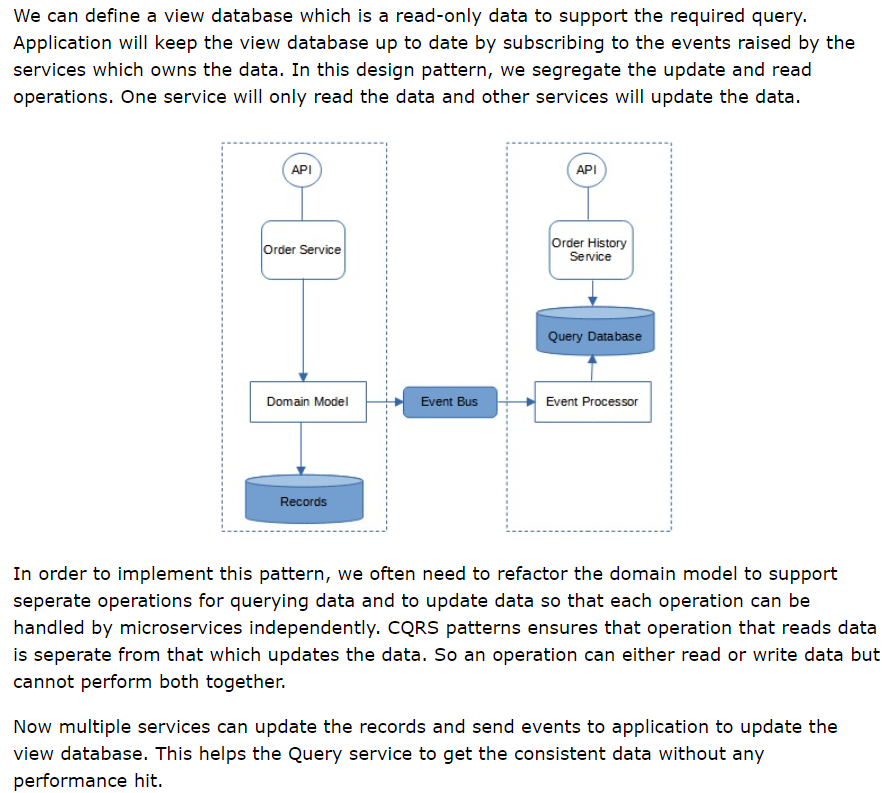 We can define a view database which is a read-only data to support the required query.
Application will keep the view database up to date by subscribing to the events raised by the
services which owns the data. In this design pattern, we segregate the update and read
operations. One service will only read the data and other services will update the data.
API
API
Order Service
Order History
Service
Query Database
Domain Model
Event Bus
Event Processor
Records
In order to implement this pattern, we often need to refactor the domain model to support
seperate operations for querying data and to update data so that each operation can be
handled by microservices independently. CQRS patterns ensures that operation that reads data
is seperate from that which updates the data. So an operation can either read or write data but
cannot perform both together.
Now multiple services can update the records and send events to application to update the
view database. This helps the Query service to get the consistent data without any
performance hit.